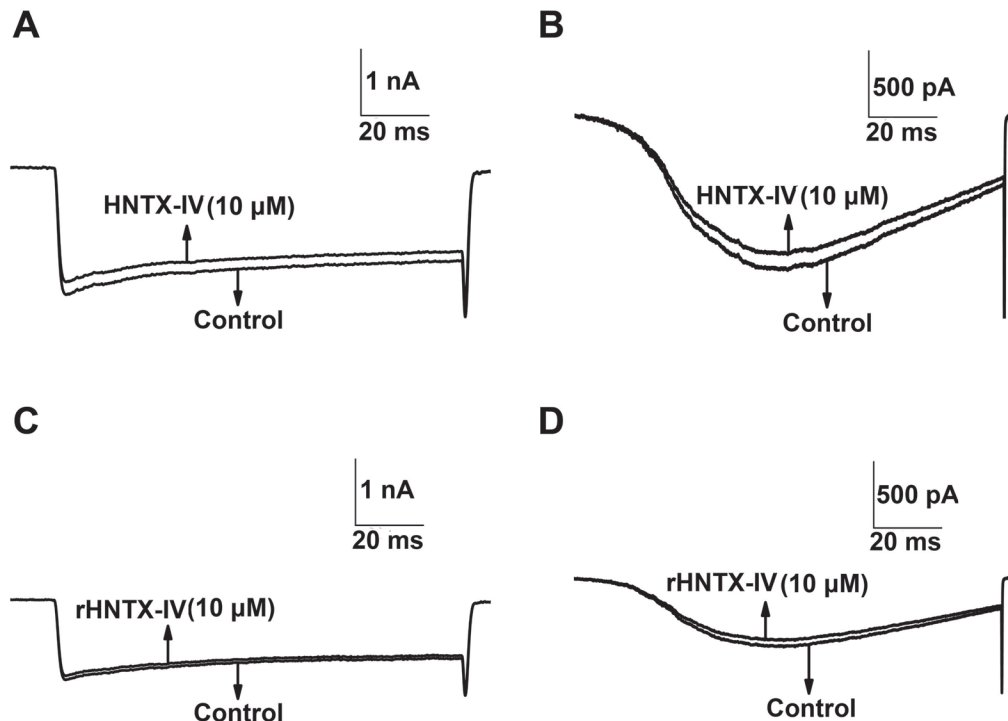 A
B
1 nA
20 ms
500 pA
20 ms
HNTX-IV (10 µM)
HNTX-IV (10 µM)
Control
Control
C
D
1 nA
20 ms
500 pA
20 ms
rHNTX-IV (10 µM)
rHNTX-IV (10 µM)
Control
Control